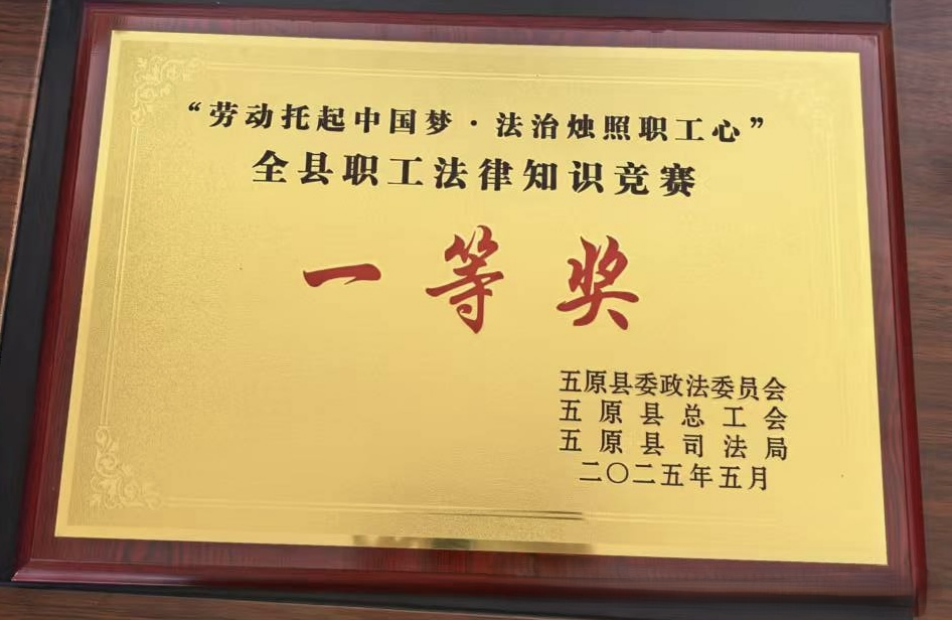 “劳动托起中国梦·法治烛照职工心”
全县职工法律知识竞赛
一等奖
五原县委政法委员会
五原县总工会
五原县司法局
二〇二五年五月